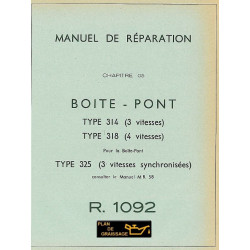 MANUEL DE RÉPARATION
CHAPITRE 03
BOITE - PONT
TYPE 314 (3 vitesses)
TYPE 318 (4 vitesses)
Pour la Boîte-Pont
TYPE 325 (3 vitesses synchronisées)
consulter le Manuel M.R. 58
R. 1092
PLAN
DE
GRAISSAGE